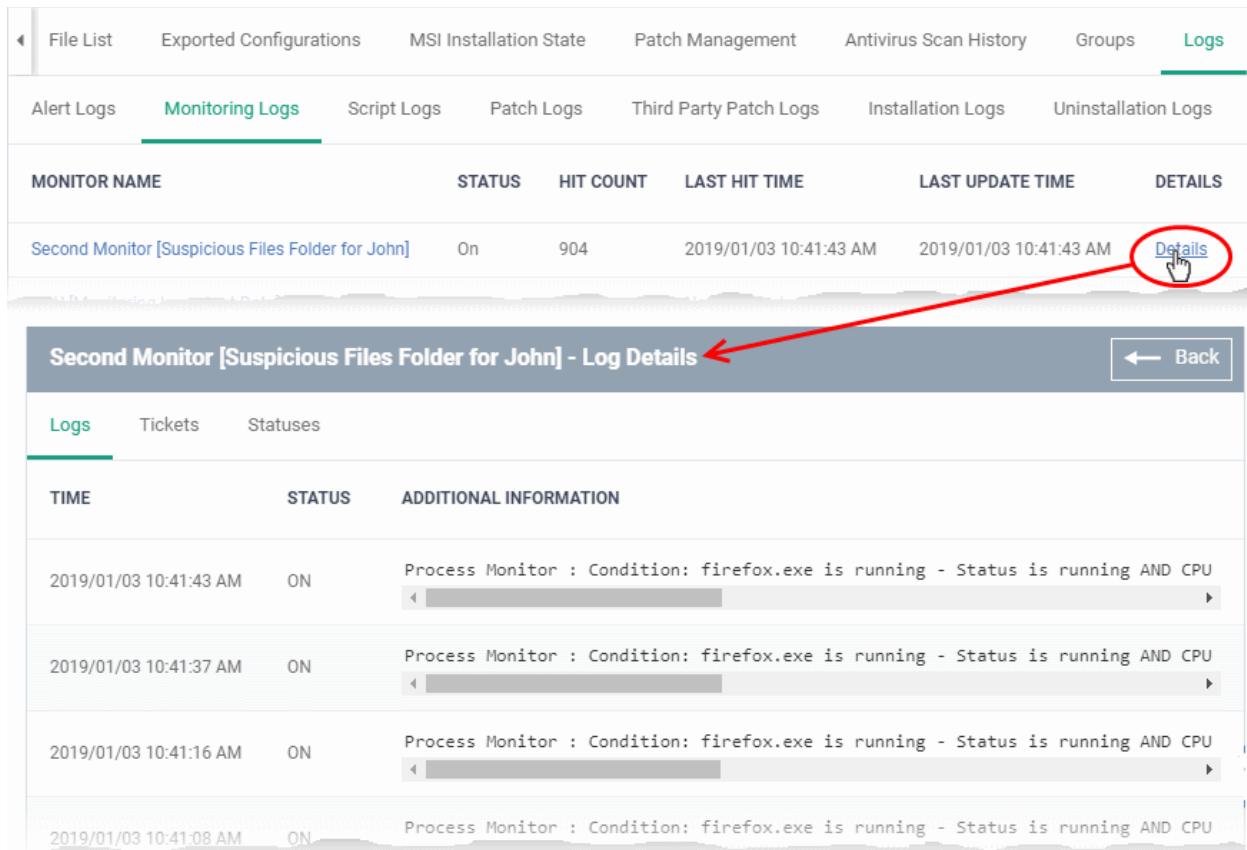 File List Exported Configurations MSI Installation State Patch Management Antivirus Scan History Groups Logs
Alert Logs Monitoring Logs Script Logs Patch Logs Third Party Patch Logs Installation Logs Uninstallation Logs
MONITOR NAME STATUS HIT COUNT LAST HIT TIME LAST UPDATE TIME DETAILS
Second Monitor [Suspicious Files Folder for John] On 904 2019/01/03 10:41:43 AM 2019/01/03 10:41:43 AM Details
Second Monitor [Suspicious Files Folder for John] - Log Details Back
Logs Tickets Statuses
TIME STATUS ADDITIONAL INFORMATION
2019/01/03 10:41:43 AM ON Process Monitor : Condition: firefox.exe is running - Status is running AND CPU
2019/01/03 10:41:37 AM ON Process Monitor : Condition: firefox.exe is running - Status is running AND CPU
2019/01/03 10:41:16 AM ON Process Monitor : Condition: firefox.exe is running - Status is running AND CPU
2019/01/03 10:41:08 AM ON Process Monitor : Condition: firefox.exe is running - Status is running AND CPU